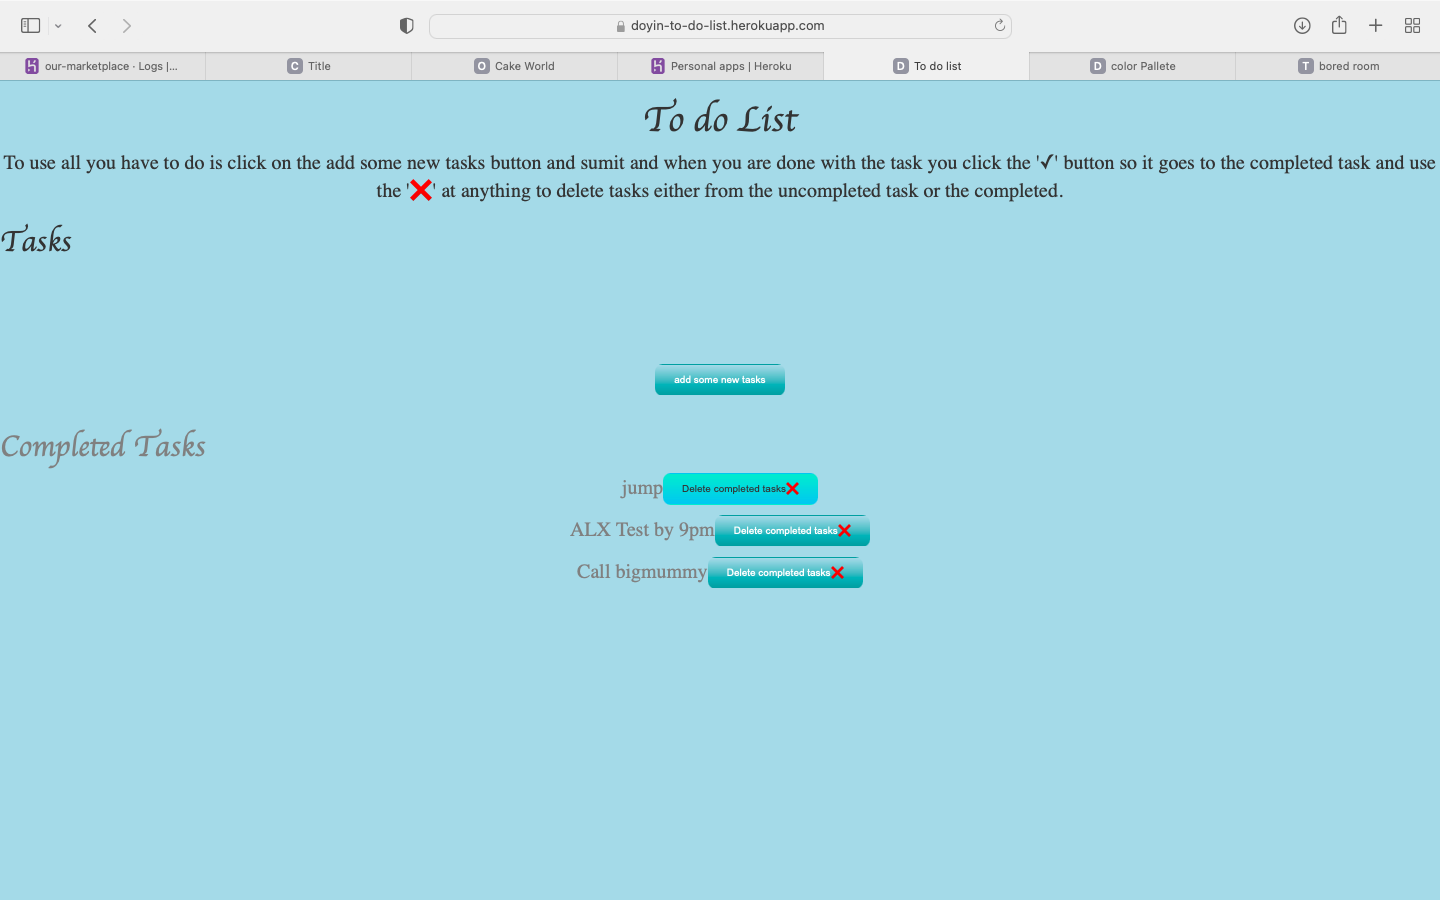 doyin-to-do-list.herokuapp.com
our-marketplace · Logs |...
C Title
O Cake World
Personal apps | Heroku
D To do list
D color Pallete
T bored room
To do List
To use all you have to do is click on the add some new tasks button and sumit and when you are done with the task you click the '✓' button so it goes to the completed task and use
the '❌' at anything to delete tasks either from the uncompleted task or the completed.
Tasks
add some new tasks
Completed Tasks
jump Delete completed tasks❌
ALX Test by 9pm Delete completed tasks❌
Call bigmummy Delete completed tasks❌